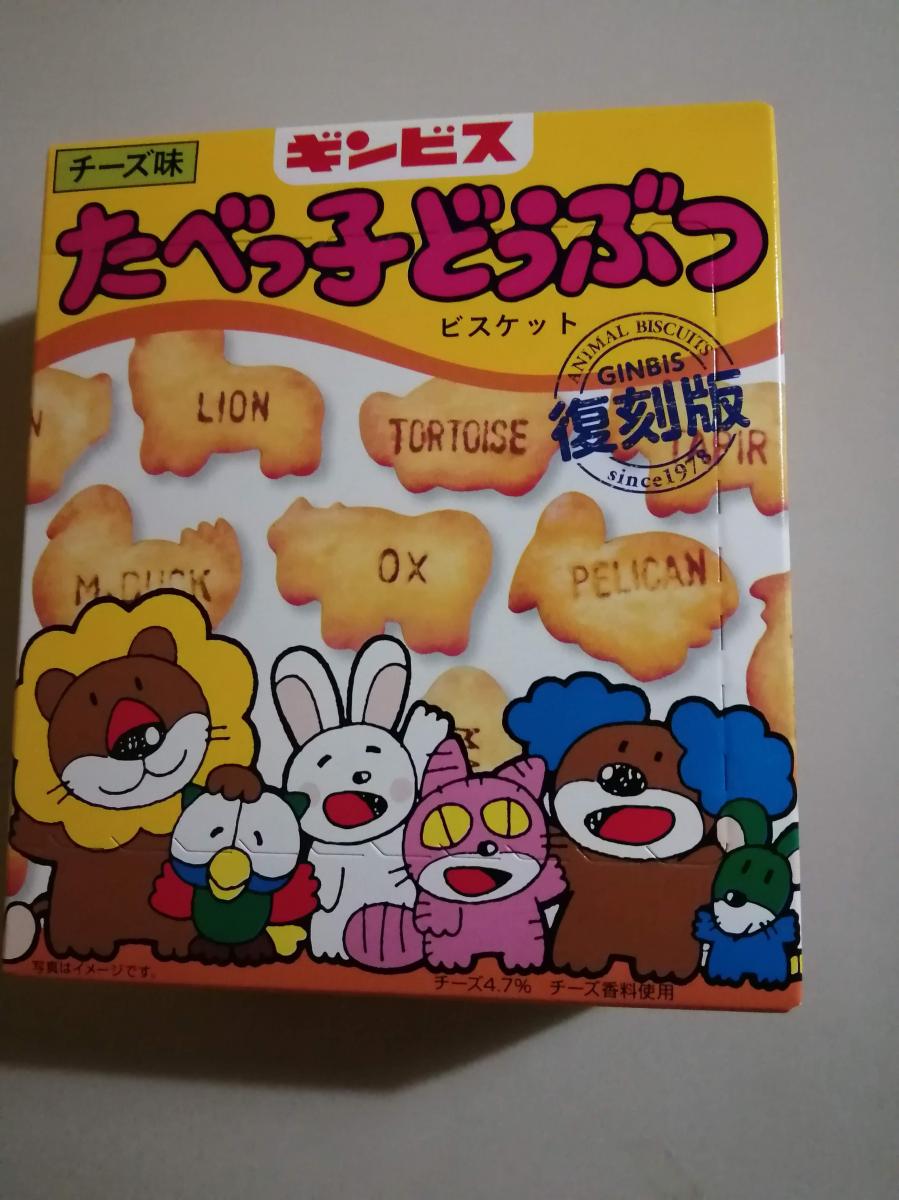 ギンビス
チーズ味
たべっ子どうぶつ
ビスケット
ANIMAL BISCUITS
GINBIS
復刻版
since1978
LION
TORTOISE
TAPIR
M.DUCK
OX
PELICAN
写真はイメージです。
チーズ4.7% チーズ香料使用